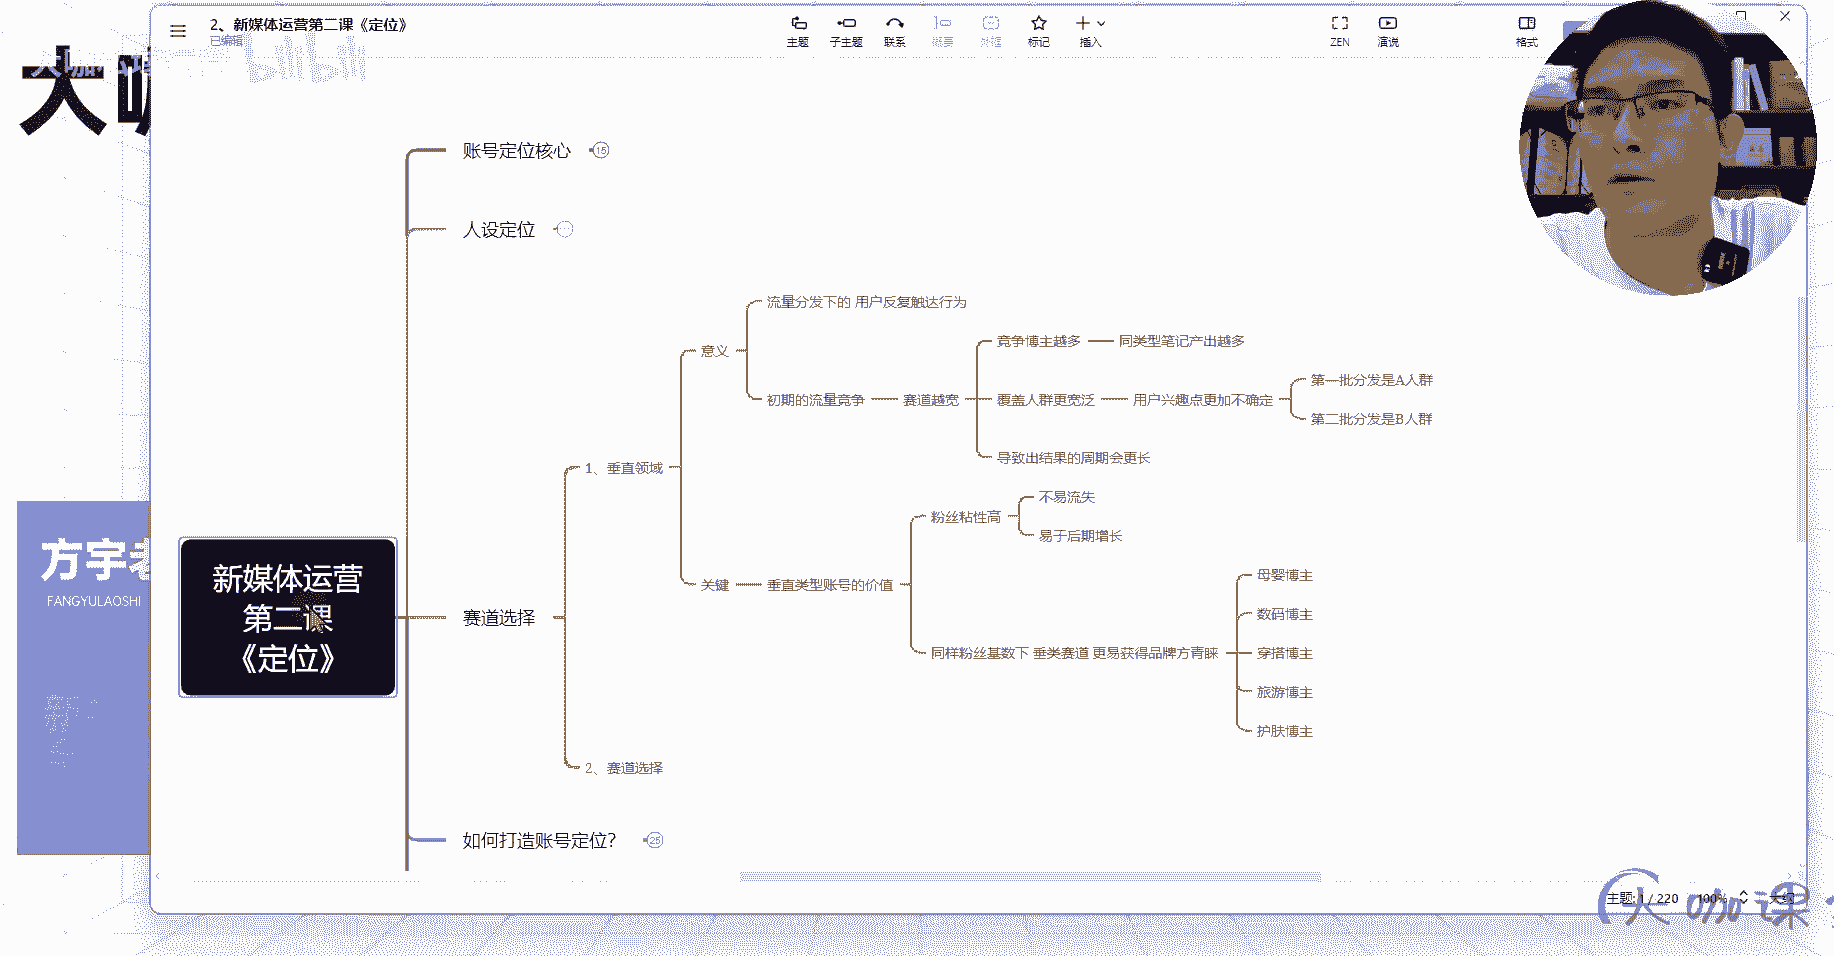 2、新媒体运营第二课《定位》
已编辑
主题
子主题
联系
概要
外框
标记
插入
ZEN
演说
格式
bilibili
大咖
账号定位核心
15
人设定位
流量分发下的 用户反复触达行为
意义
竞争博主越多
同类型笔记产出越多
初期的流量竞争
赛道越宽
覆盖人群更宽泛
用户兴趣点更加不确定
第一批分发是A人群
第二批分发是B人群
导致出结果的周期会更长
1、垂直领域
粉丝粘性高
不易流失
易于后期增长
关键
垂直类型账号的价值
同样粉丝基数下 垂类赛道 更易获得品牌方青睐
母婴博主
数码博主
穿搭博主
旅游博主
护肤博主
方宇老
FANGYULAOSHI
新媒体运营
第二课
《定位》
赛道选择
2、赛道选择
如何打造账号定位？
25
主题: 1 / 220
100%
大纲
大咖课